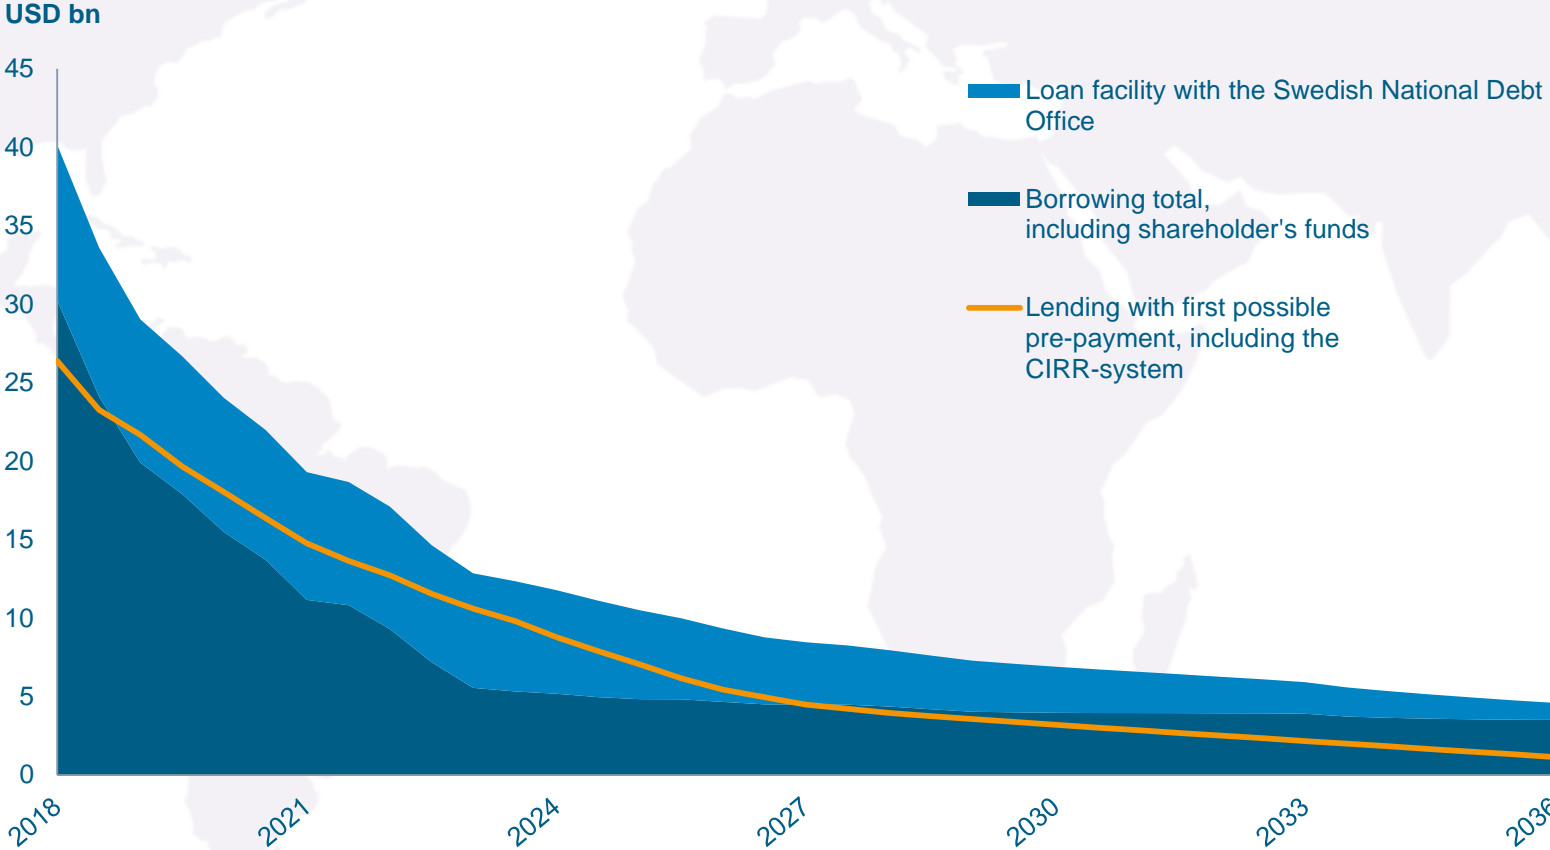 USD bn
45
40
35
30
25
20
15
10
5
0
Loan facility with the Swedish National Debt
Office
Borrowing total,
including shareholder's funds
Lending with first possible
pre-payment, including the
CIRR-system
2018
2021
2024
2027
2030
2033
2036